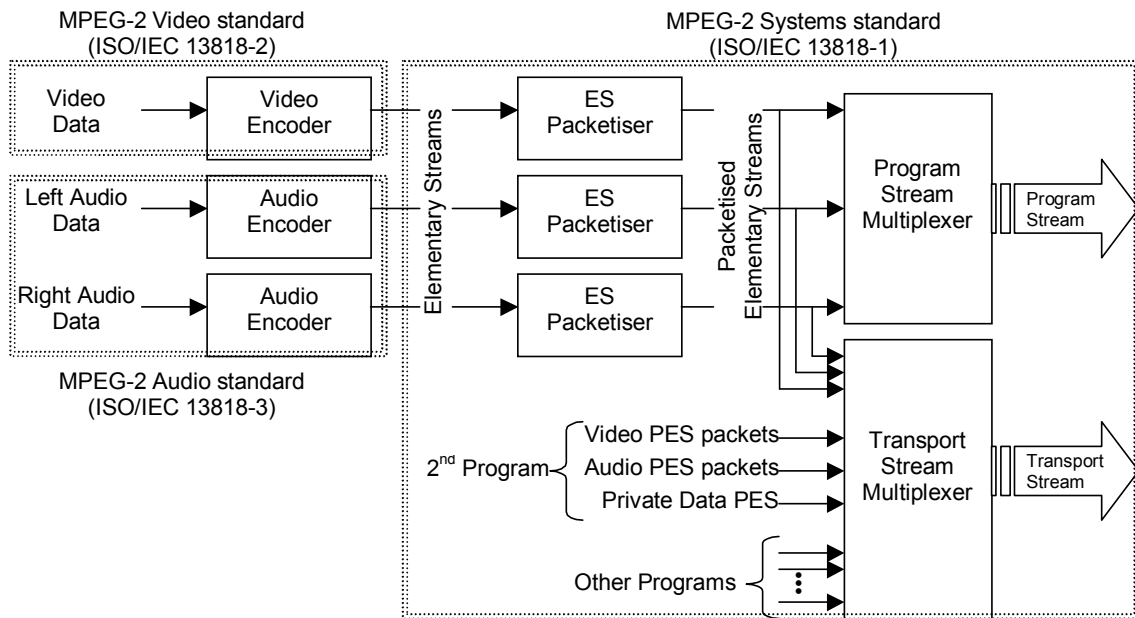 MPEG-2 Video standard
(ISO/IEC 13818-2)
MPEG-2 Systems standard
(ISO/IEC 13818-1)
Video
Data
Video
Encoder
Left Audio
Data
Audio
Encoder
Right Audio
Data
Audio
Encoder
MPEG-2 Audio standard
(ISO/IEC 13818-3)
Elementary Streams
ES
Packetiser
ES
Packetiser
ES
Packetiser
Packetised
Elementary Streams
Program
Stream
Multiplexer
Program
Stream
2nd Program
Video PES packets
Audio PES packets
Private Data PES
Other Programs
Transport
Stream
Multiplexer
Transport
Stream